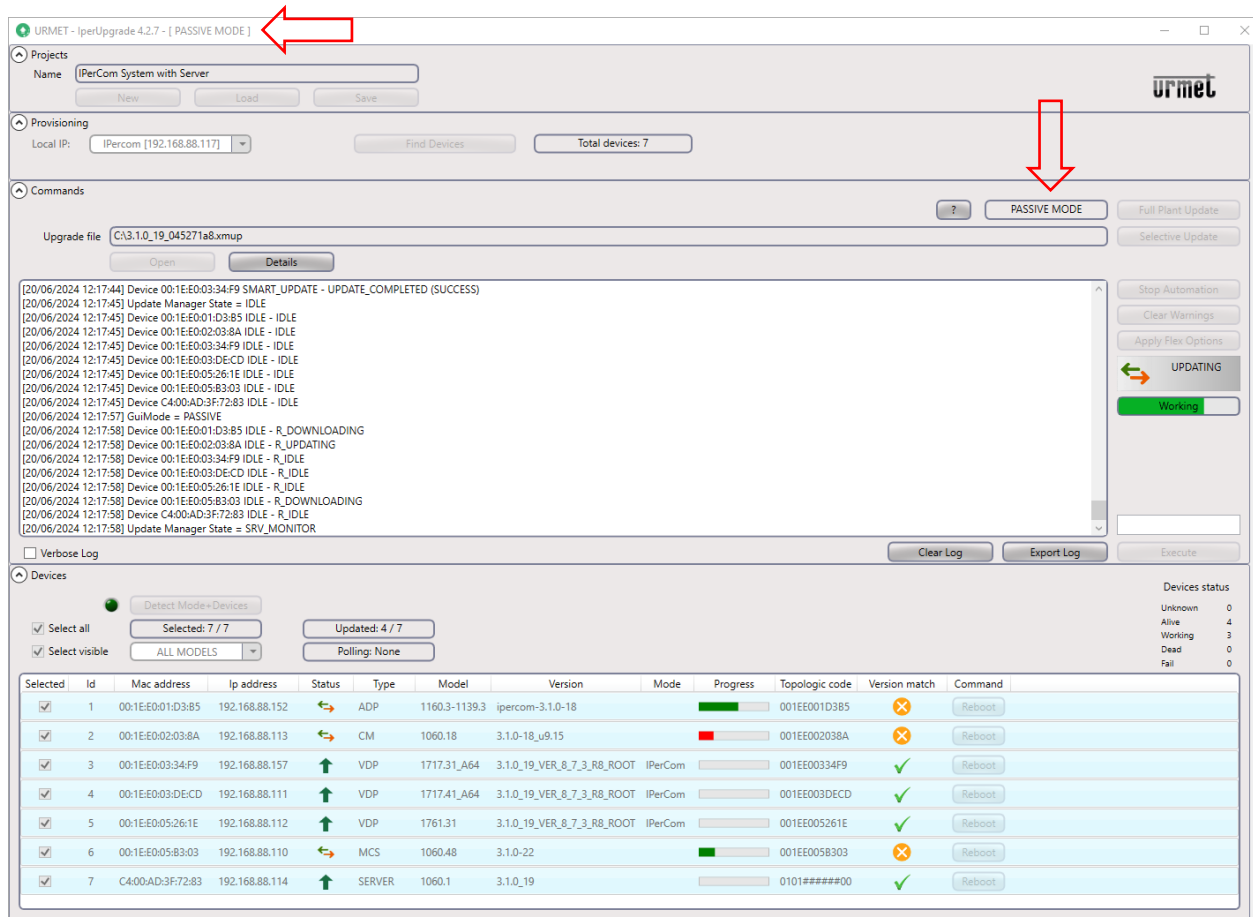 URMET - IperUpgrade 4.2.7 - [ PASSIVE MODE ]
Projects
Name IPerCom System with Server
New Load Save
urmet
Provisioning
Local IP: IPercom [192.168.88.117] Find Devices Total devices: 7
Commands
? PASSIVE MODE Full Plant Update
Upgrade file C:\3.1.0_19_045271a8.xmup Selective Update
Open Details
[20/06/2024 12:17:44] Device 00:1E:E0:03:34:F9 SMART_UPDATE - UPDATE_COMPLETED (SUCCESS)
[20/06/2024 12:17:45] Update Manager State = IDLE
[20/06/2024 12:17:45] Device 00:1E:E0:01:D3:B5 IDLE - IDLE
[20/06/2024 12:17:45] Device 00:1E:E0:02:03:8A IDLE - IDLE
[20/06/2024 12:17:45] Device 00:1E:E0:03:34:F9 IDLE - IDLE
[20/06/2024 12:17:45] Device 00:1E:E0:03:DE:CD IDLE - IDLE
[20/06/2024 12:17:45] Device 00:1E:E0:05:26:1E IDLE - IDLE
[20/06/2024 12:17:45] Device 00:1E:E0:05:B3:03 IDLE - IDLE
[20/06/2024 12:17:45] Device C4:00:AD:3F:72:83 IDLE - IDLE
[20/06/2024 12:17:57] GuiMode = PASSIVE
[20/06/2024 12:17:58] Device 00:1E:E0:01:D3:B5 IDLE - R_DOWNLOADING
[20/06/2024 12:17:58] Device 00:1E:E0:02:03:8A IDLE - R_UPDATING
[20/06/2024 12:17:58] Device 00:1E:E0:03:34:F9 IDLE - R_IDLE
[20/06/2024 12:17:58] Device 00:1E:E0:03:DE:CD IDLE - R_IDLE
[20/06/2024 12:17:58] Device 00:1E:E0:05:26:1E IDLE - R_IDLE
[20/06/2024 12:17:58] Device 00:1E:E0:05:B3:03 IDLE - R_DOWNLOADING
[20/06/2024 12:17:58] Device C4:00:AD:3F:72:83 IDLE - R_IDLE
[20/06/2024 12:17:58] Update Manager State = SRV_MONITOR
Stop Automation
Clear Warnings
Apply Flex Options
UPDATING
Working
Verbose Log Clear Log Export Log Execute
Devices
Devices status
Detect Mode+Devices
Unknown 0
Alive 4
Working 3
Dead 0
Fail 0
Select all Selected: 7 / 7 Updated: 4 / 7
Select visible ALL MODELS Polling: None
Selected Id Mac address Ip address Status Type Model Version Mode Progress Topologic code Version match Command
1 00:1E:E0:01:D3:B5 192.168.88.152 ADP 1160.3-1139.3 ipercom-3.1.0-18 001EE001D3B5 Reboot
2 00:1E:E0:02:03:8A 192.168.88.113 CM 1060.18 3.1.0-18_u9.15 001EE002038A Reboot
3 00:1E:E0:03:34:F9 192.168.88.157 VDP 1717.31_A64 3.1.0_19_VER_8_7_3_R8_ROOT IPerCom 001EE00334F9 Reboot
4 00:1E:E0:03:DE:CD 192.168.88.111 VDP 1717.41_A64 3.1.0_19_VER_8_7_3_R8_ROOT IPerCom 001EE003DECD Reboot
5 00:1E:E0:05:26:1E 192.168.88.112 VDP 1761.31 3.1.0_19_VER_8_7_3_R8_ROOT IPerCom 001EE005261E Reboot
6 00:1E:E0:05:B3:03 192.168.88.110 MCS 1060.48 3.1.0-22 001EE005B303 Reboot
7 C4:00:AD:3F:72:83 192.168.88.114 SERVER 1060.1 3.1.0_19 0101######00 Reboot